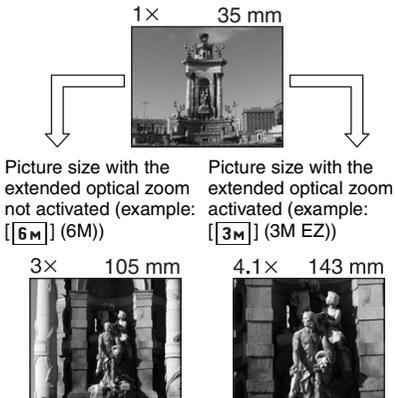 1× 35 mm
Picture size with the
extended optical zoom
not activated (example:
[6M] (6M))
Picture size with the
extended optical zoom
activated (example:
[3M] (3M EZ))
3× 105 mm
4.1× 143 mm